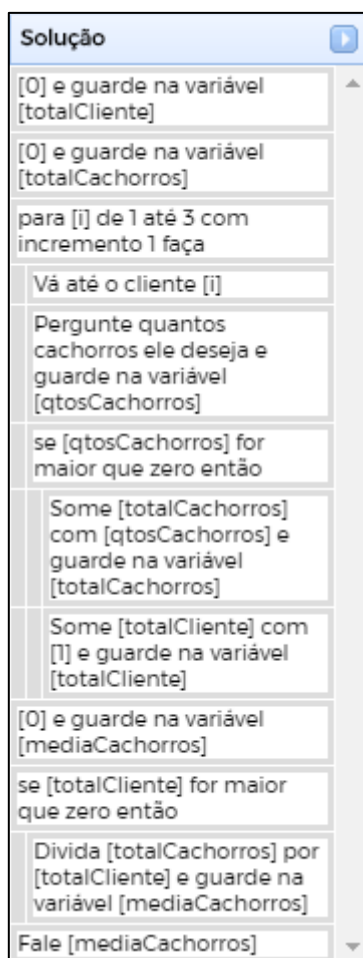 Solução
[0] e guarde na variável
[totalCliente]
[0] e guarde na variável
[totalCachorros]
para [i] de 1 até 3 com
incremento 1 faça
Vá até o cliente [i]
Pergunte quantos
cachorros ele deseja e
guarde na variável
[qtosCachorros]
se [qtosCachorros] for
maior que zero então
Some [totalCachorros]
com [qtosCachorros] e
guarde na variável
[totalCachorros]
Some [totalCliente] com
[1] e guarde na variável
[totalCliente]
[0] e guarde na variável
[mediaCachorros]
se [totalCliente] for maior
que zero então
Divida [totalCachorros] por
[totalCliente] e guarde na
variável [mediaCachorros]
Fale [mediaCachorros]